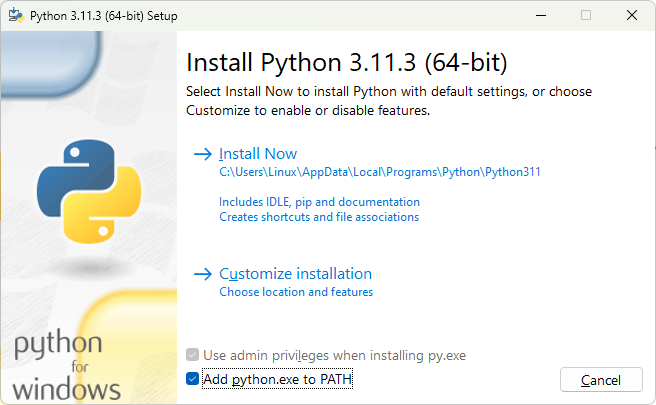 Python 3.11.3 (64-bit) Setup
Install Python 3.11.3 (64-bit)
Select Install Now to install Python with default settings, or choose
Customize to enable or disable features.
Install Now
C:\Users\Linux\AppData\Local\Programs\Python\Python311
Includes IDLE, pip and documentation
Creates shortcuts and file associations
Customize installation
Choose location and features
Use admin privileges when installing py.exe
Add python.exe to PATH
Cancel
python
for
windows